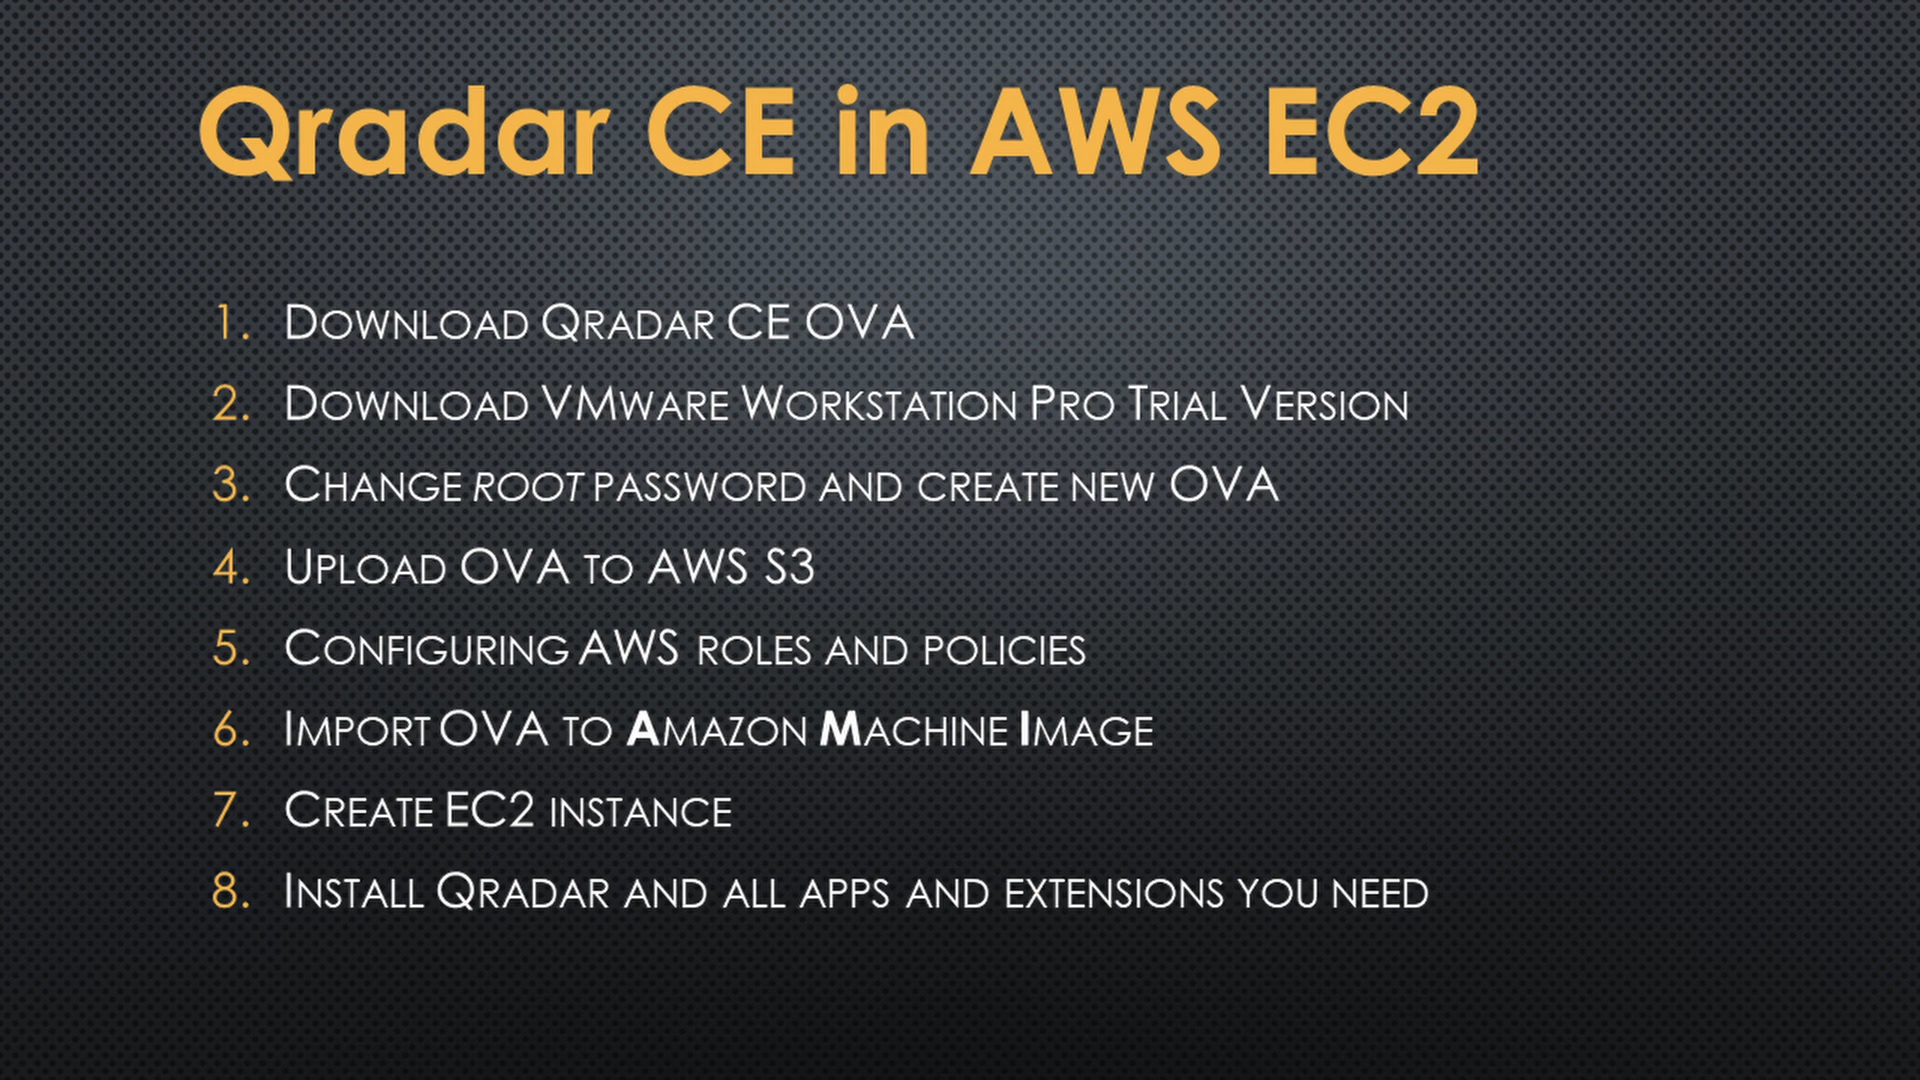 Qradar CE in AWS EC2
1. Download Qradar CE OVA
2. Download VMware Workstation Pro Trial Version
3. Change root password and create new OVA
4. Upload OVA to AWS S3
5. Configuring AWS roles and policies
6. Import OVA to Amazon Machine Image
7. Create EC2 instance
8. Install Qradar and all apps and extensions you need